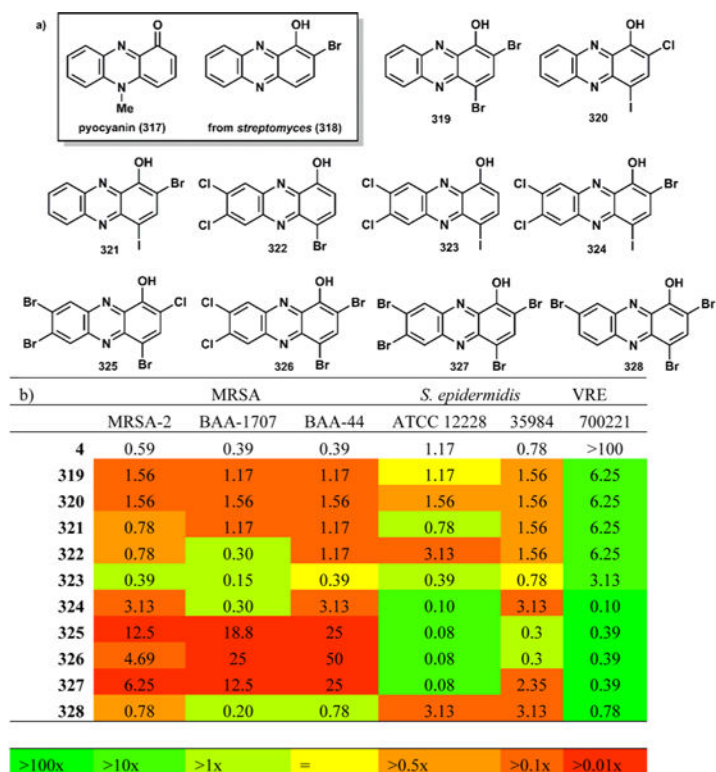 a)
O
OH
OH
OH
N
N
Br
N
Br
N
Cl
N
N
N
N
Me
Br
I
pyocyanin (317)
from streptomyces (318)
319
320
OH
OH
OH
OH
N
Br
Cl
N
Cl
N
Cl
N
Br
N
Cl
N
Cl
N
Cl
N
I
Br
I
I
321
322
323
324
OH
OH
OH
OH
Br
N
Cl
Cl
N
Br
Br
N
Br
Br
N
Br
Br
N
Cl
N
Br
N
N
Br
Br
Br
Br
325
326
327
328
b) MRSA S. epidermidis VRE
MRSA-2 BAA-1707 BAA-44 ATCC 12228 35984 700221
4 0.59 0.39 0.39 1.17 0.78 >100
319 1.56 1.17 1.17 1.17 1.56 6.25
320 1.56 1.56 1.56 1.56 1.56 6.25
321 0.78 1.17 1.17 0.78 1.56 6.25
322 0.78 0.30 1.17 3.13 1.56 6.25
323 0.39 0.15 0.39 0.39 0.78 3.13
324 3.13 0.30 3.13 0.10 3.13 0.10
325 12.5 18.8 25 0.08 0.3 0.39
326 4.69 25 50 0.08 0.3 0.39
327 6.25 12.5 25 0.08 2.35 0.39
328 0.78 0.20 0.78 3.13 3.13 0.78
>100x >10x >1x = >0.5x >0.1x >0.01x